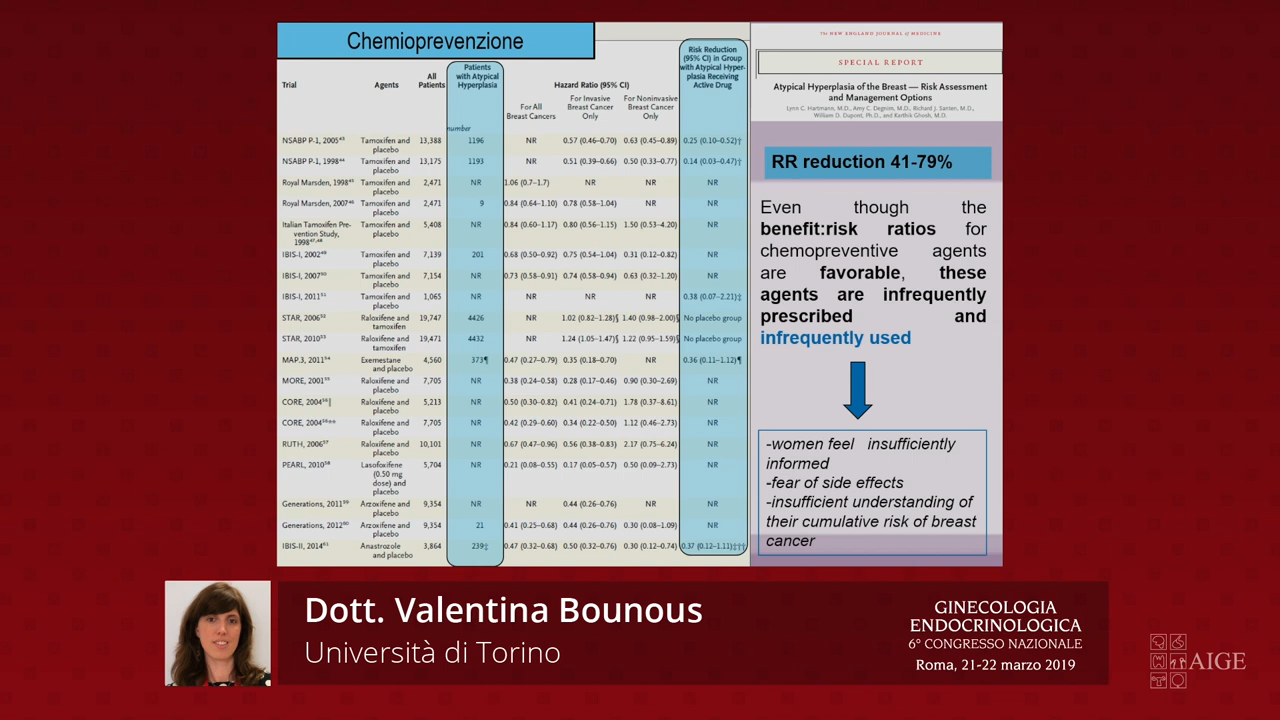 Chemioprevenzione
Trial Agents All Patients Patients with Atypical Hyperplasia Hazard Ratio (95% CI) Risk Reduction (95% CI) in Group with Atypical Hyper-plasia Receiving Active Drug
For All Breast Cancers For Invasive Breast Cancer Only For Noninvasive Breast Cancer Only
number
NSABP P-1, 2005⁴³ Tamoxifen and placebo 13,388 1196 NR 0.57 (0.46–0.70) 0.63 (0.45–0.89) 0.25 (0.10–0.52)†
NSABP P-1, 1998⁴⁴ Tamoxifen and placebo 13,175 1193 NR 0.51 (0.39–0.66) 0.50 (0.33–0.77) 0.14 (0.03–0.47)†
Royal Marsden, 1998⁴⁵ Tamoxifen and placebo 2,471 NR 1.06 (0.7–1.7) NR NR NR
Royal Marsden, 2007⁴⁶ Tamoxifen and placebo 2,471 9 0.84 (0.64–1.10) 0.78 (0.58–1.04) NR NR
Italian Tamoxifen Pre-vention Study, 1998⁴⁷,⁴⁸ Tamoxifen and placebo 5,408 NR 0.84 (0.60–1.17) 0.80 (0.56–1.15) 1.50 (0.53–4.20) NR
IBIS-I, 2002⁴⁹ Tamoxifen and placebo 7,139 201 0.68 (0.50–0.92) 0.75 (0.54–1.04) 0.31 (0.12–0.82) NR
IBIS-I, 2007⁵⁰ Tamoxifen and placebo 7,154 NR 0.73 (0.58–0.91) 0.74 (0.58–0.94) 0.63 (0.32–1.20) NR
IBIS-I, 2011⁵¹ Tamoxifen and placebo 1,065 NR NR NR NR 0.38 (0.07–2.21)‡
STAR, 2006⁵² Raloxifene and tamoxifen 19,747 4426 NR 1.02 (0.82–1.28)§ 1.40 (0.98–2.00)§ No placebo group
STAR, 2010⁵³ Raloxifene and tamoxifen 19,471 4432 NR 1.24 (1.05–1.47)§ 1.22 (0.95–1.59)§ No placebo group
MAP.3, 2011⁵⁴ Exemestane and placebo 4,560 373¶ 0.47 (0.27–0.79) 0.35 (0.18–0.70) NR 0.36 (0.11–1.12)¶
MORE, 2001⁵⁵ Raloxifene and placebo 7,705 NR 0.38 (0.24–0.58) 0.28 (0.17–0.46) 0.90 (0.30–2.69) NR
CORE, 2004⁵⁶‖ Raloxifene and placebo 5,213 NR 0.50 (0.30–0.82) 0.41 (0.24–0.71) 1.78 (0.37–8.61) NR
CORE, 2004⁵⁶** Raloxifene and placebo 7,705 NR 0.42 (0.29–0.60) 0.34 (0.22–0.50) 1.12 (0.46–2.73) NR
RUTH, 2006⁵⁷ Raloxifene and placebo 10,101 NR 0.67 (0.47–0.96) 0.56 (0.38–0.83) 2.17 (0.75–6.24) NR
PEARL, 2010⁵⁸ Lasofoxifene (0.50 mg dose) and placebo 5,704 NR 0.21 (0.08–0.55) 0.17 (0.05–0.57) 0.50 (0.09–2.73) NR
Generations, 2011⁵⁹ Arzoxifene and placebo 9,354 NR NR 0.44 (0.26–0.76) NR NR
Generations, 2012⁶⁰ Arzoxifene and placebo 9,354 21 0.41 (0.25–0.68) 0.44 (0.26–0.76) 0.30 (0.08–1.09) NR
IBIS-II, 2014⁶¹ Anastrozole and placebo 3,864 239‡ 0.47 (0.32–0.68) 0.50 (0.32–0.76) 0.30 (0.12–0.74) 0.37 (0.12–1.11)‡††
The NEW ENGLAND JOURNAL of MEDICINE
SPECIAL REPORT
Atypical Hyperplasia of the Breast — Risk Assessment
and Management Options
Lynn C. Hartmann, M.D., Amy C. Degnim, M.D., Richard J. Santen, M.D.,
William D. Dupont, Ph.D., and Karthik Ghosh, M.D.
RR reduction 41-79%
Even though the
benefit:risk ratios for
chemopreventive agents
are favorable, these
agents are infrequently
prescribed and
infrequently used
-women feel insufficiently
informed
-fear of side effects
-insufficient understanding of
their cumulative risk of breast
cancer
Dott. Valentina Bounous
Università di Torino
GINECOLOGIA
ENDOCRINOLOGICA
6° CONGRESSO NAZIONALE
Roma, 21-22 marzo 2019
AIGE